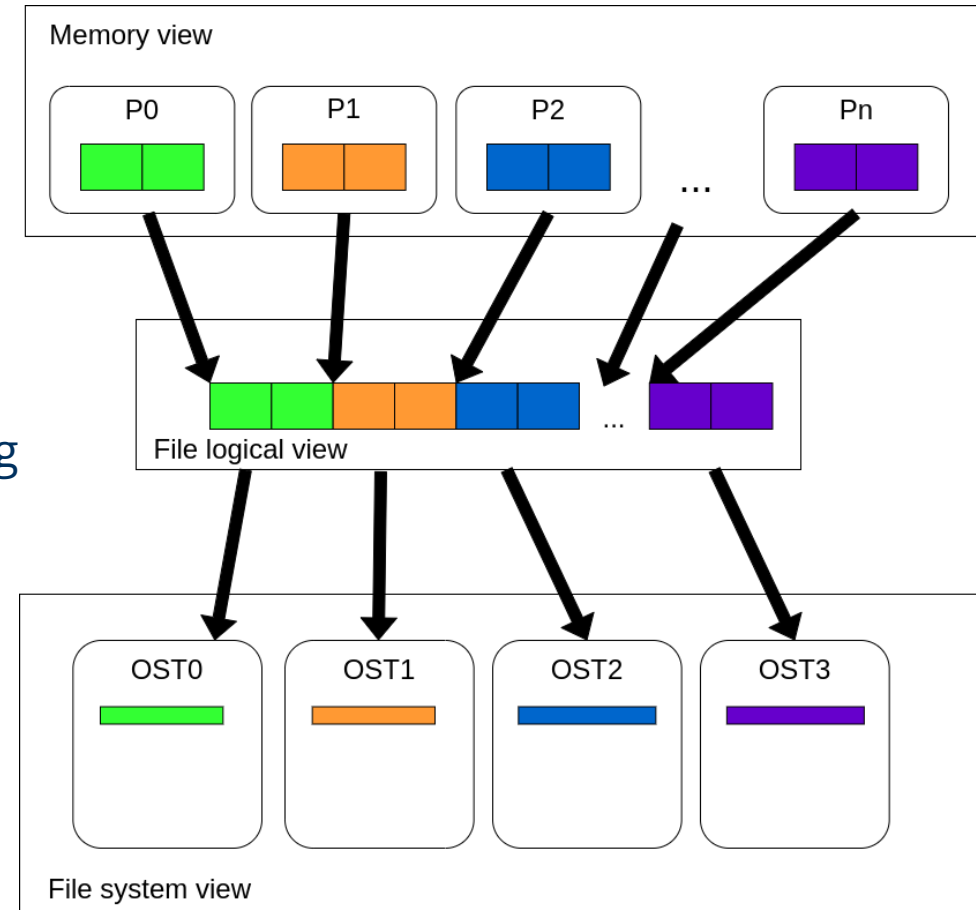 Memory view
P0 P1 P2 ... Pn
...
File logical view
OST0 OST1 OST2 OST3
File system view